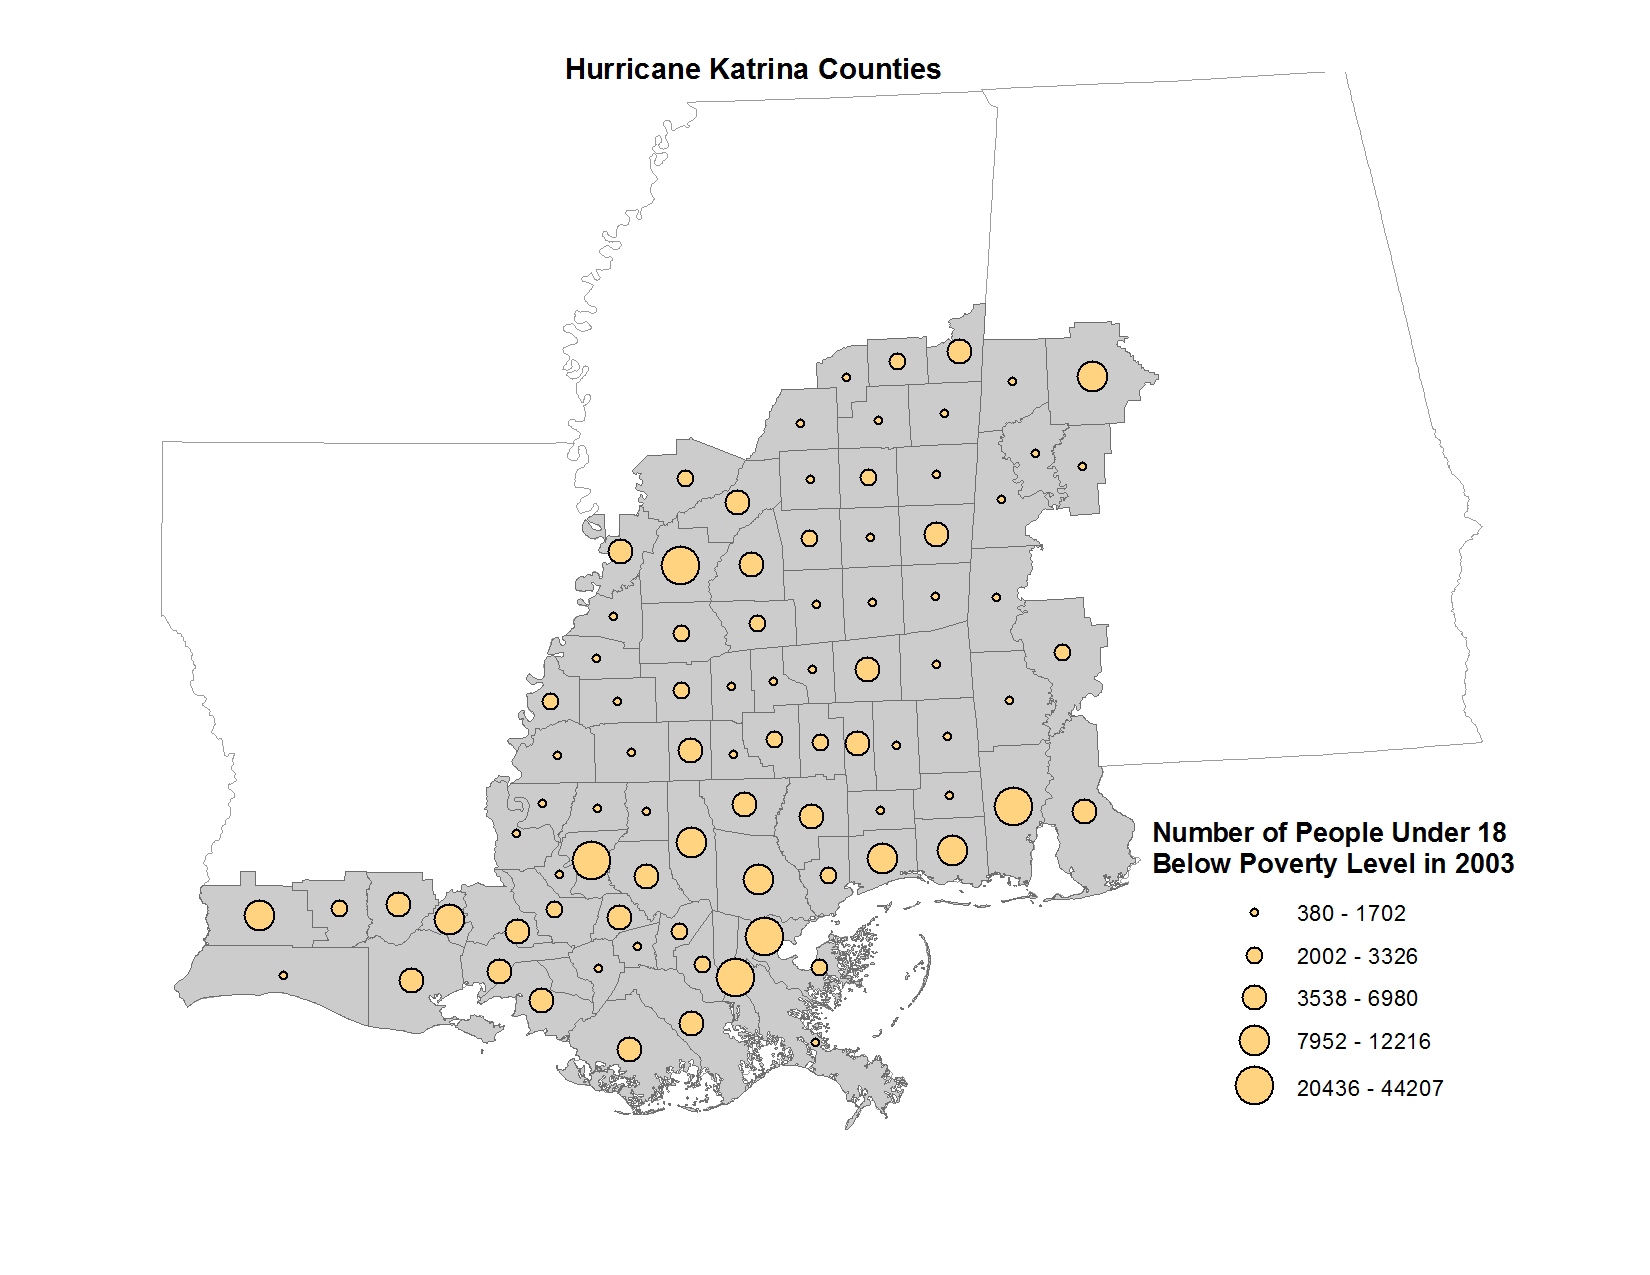 Hurricane Katrina Counties
Number of People Under 18
Below Poverty Level in 2003
380 - 1702
2002 - 3326
3538 - 6980
7952 - 12216
20436 - 44207